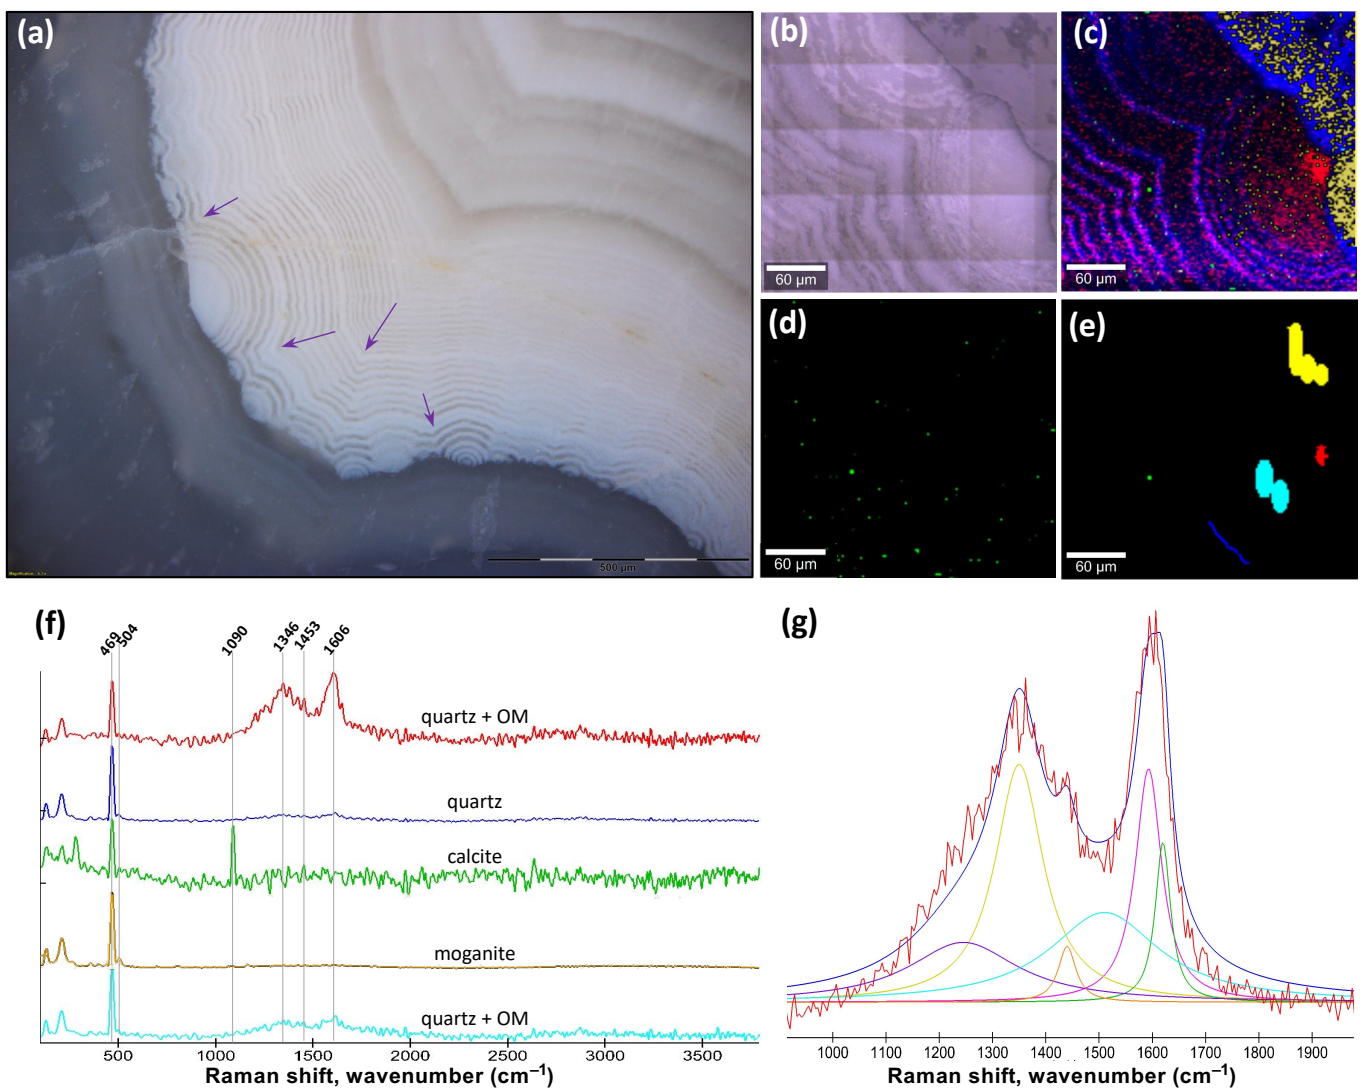 (a)
500 µm
(b)
60 µm
(c)
60 µm
(d)
60 µm
(e)
60 µm
(f)
469
504
1090
1346
1453
1606
quartz + OM
quartz
calcite
moganite
quartz + OM
500 1000 1500 2000 2500 3000 3500
Raman shift, wavenumber (cm⁻¹)
(g)
1000 1100 1200 1300 1400 1500 1600 1700 1800 1900
Raman shift, wavenumber (cm⁻¹)